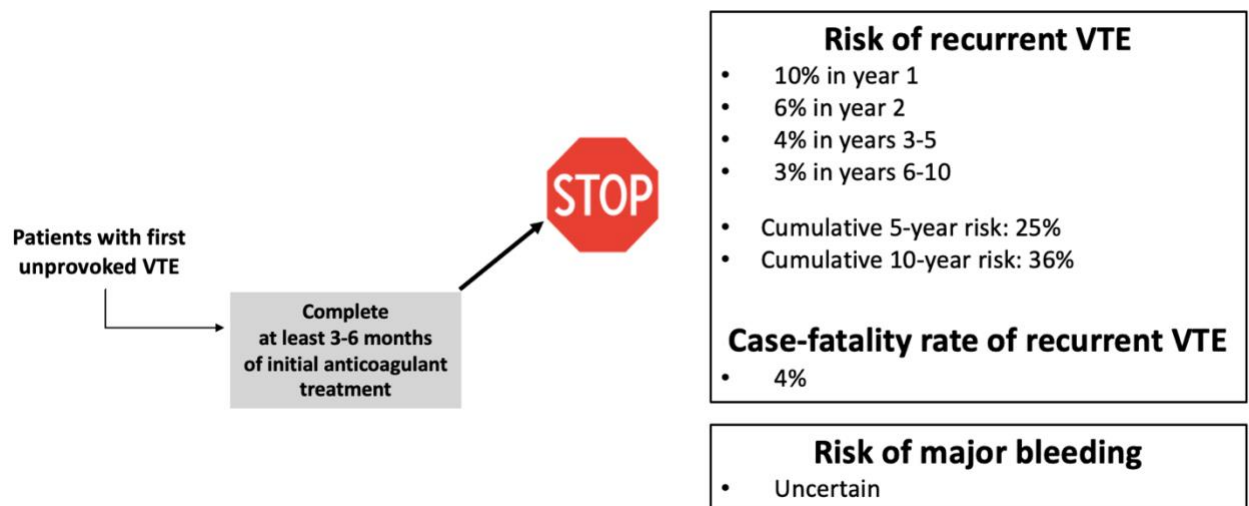 Patients with first
unprovoked VTE
Complete
at least 3-6 months
of initial anticoagulant
treatment
STOP
Risk of recurrent VTE
• 10% in year 1
• 6% in year 2
• 4% in years 3-5
• 3% in years 6-10
• Cumulative 5-year risk: 25%
• Cumulative 10-year risk: 36%
Case-fatality rate of recurrent VTE
• 4%
Risk of major bleeding
• Uncertain